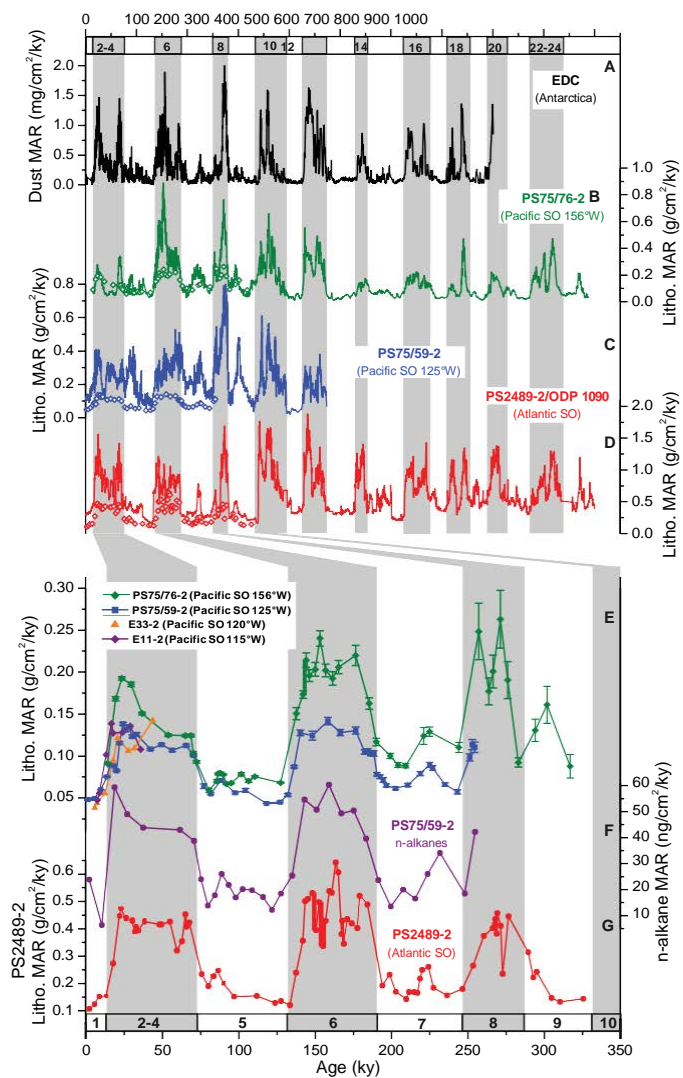 0 100 200 300 400 500 600 700 800 900 1000
2-4 6 8 10 12 14 16 18 20 22-24
A
EDC
(Antarctica)
Dust MAR (mg/cm²/ky)
2.0
1.5
1.0
0.5
0.0
B
PS75/76-2
(Pacific SO 156°W)
Litho. MAR (g/cm²/ky)
1.0
0.8
0.6
0.4
0.2
0.0
C
PS75/59-2
(Pacific SO 125°W)
Litho. MAR (g/cm²/ky)
0.8
0.6
0.4
0.2
0.0
PS2489-2/ODP 1090
(Atlantic SO)
D
Litho. MAR (g/cm²/ky)
2.0
1.5
1.0
0.5
0.0
E
PS75/76-2 (Pacific SO 156°W)
PS75/59-2 (Pacific SO 125°W)
E33-2 (Pacific SO 120°W)
E11-2 (Pacific SO 115°W)
Litho. MAR (g/cm²/ky)
0.30
0.25
0.20
0.15
0.10
0.05
F
PS75/59-2
n-alkanes
n-alkane MAR (ng/cm²/ky)
60
50
40
30
20
10
G
PS2489-2
(Atlantic SO)
PS2489-2
Litho. MAR (g/cm²/ky)
0.6
0.5
0.4
0.3
0.2
0.1
1 2-4 5 6 7 8 9 10
0 50 100 150 200 250 300 350
Age (ky)